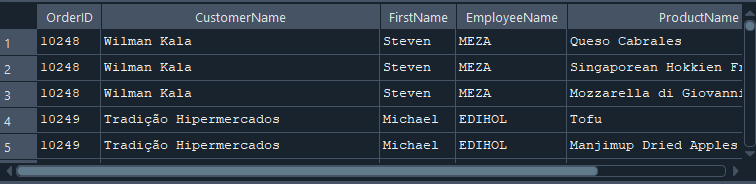 OrderID CustomerName FirstName EmployeeName ProductName
1 10248 Wilman Kala Steven MEZA Queso Cabrales
2 10248 Wilman Kala Steven MEZA Singaporean Hokkien
3 10248 Wilman Kala Steven MEZA Mozzarella di Giovanni
4 10249 Tradição Hipermercados Michael EDIHOL Tofu
5 10249 Tradição Hipermercados Michael EDIHOL Manjimup Dried Apples